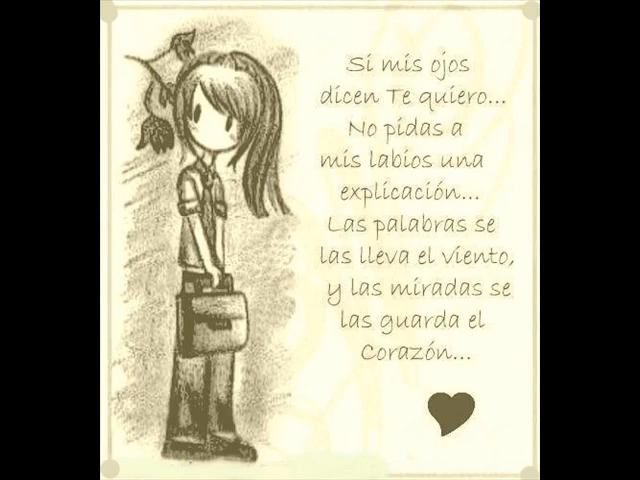 Si mis ojos
dicen Te quiero...
No pidas a
mis labios una
explicación...
Las palabras se
las lleva el viento,
y las miradas se
las guarda el
Corazón...